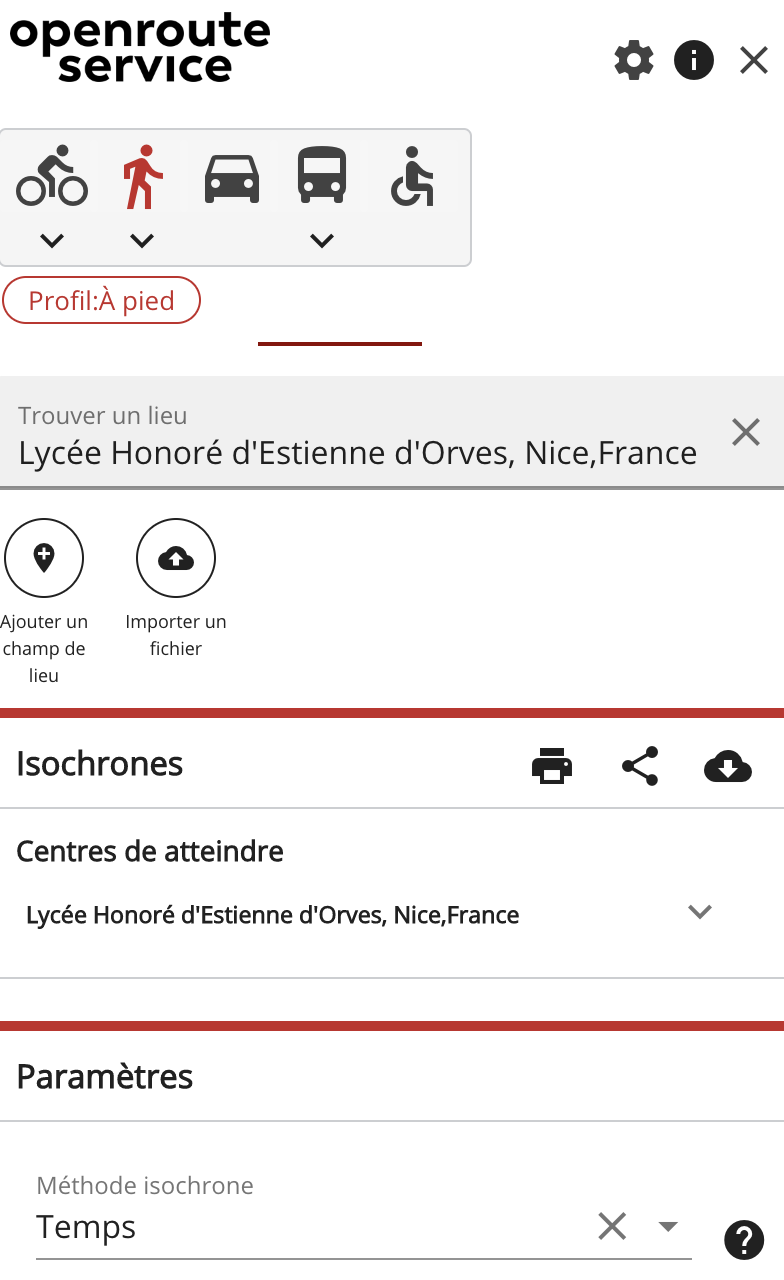 openroute
service
Profil:À pied
Trouver un lieu
Lycée Honoré d'Estienne d'Orves, Nice,France
Ajouter un
champ de
lieu
Importer un
fichier
Isochrones
Centres de atteindre
Lycée Honoré d'Estienne d'Orves, Nice,France
Paramètres
Méthode isochrone
Temps